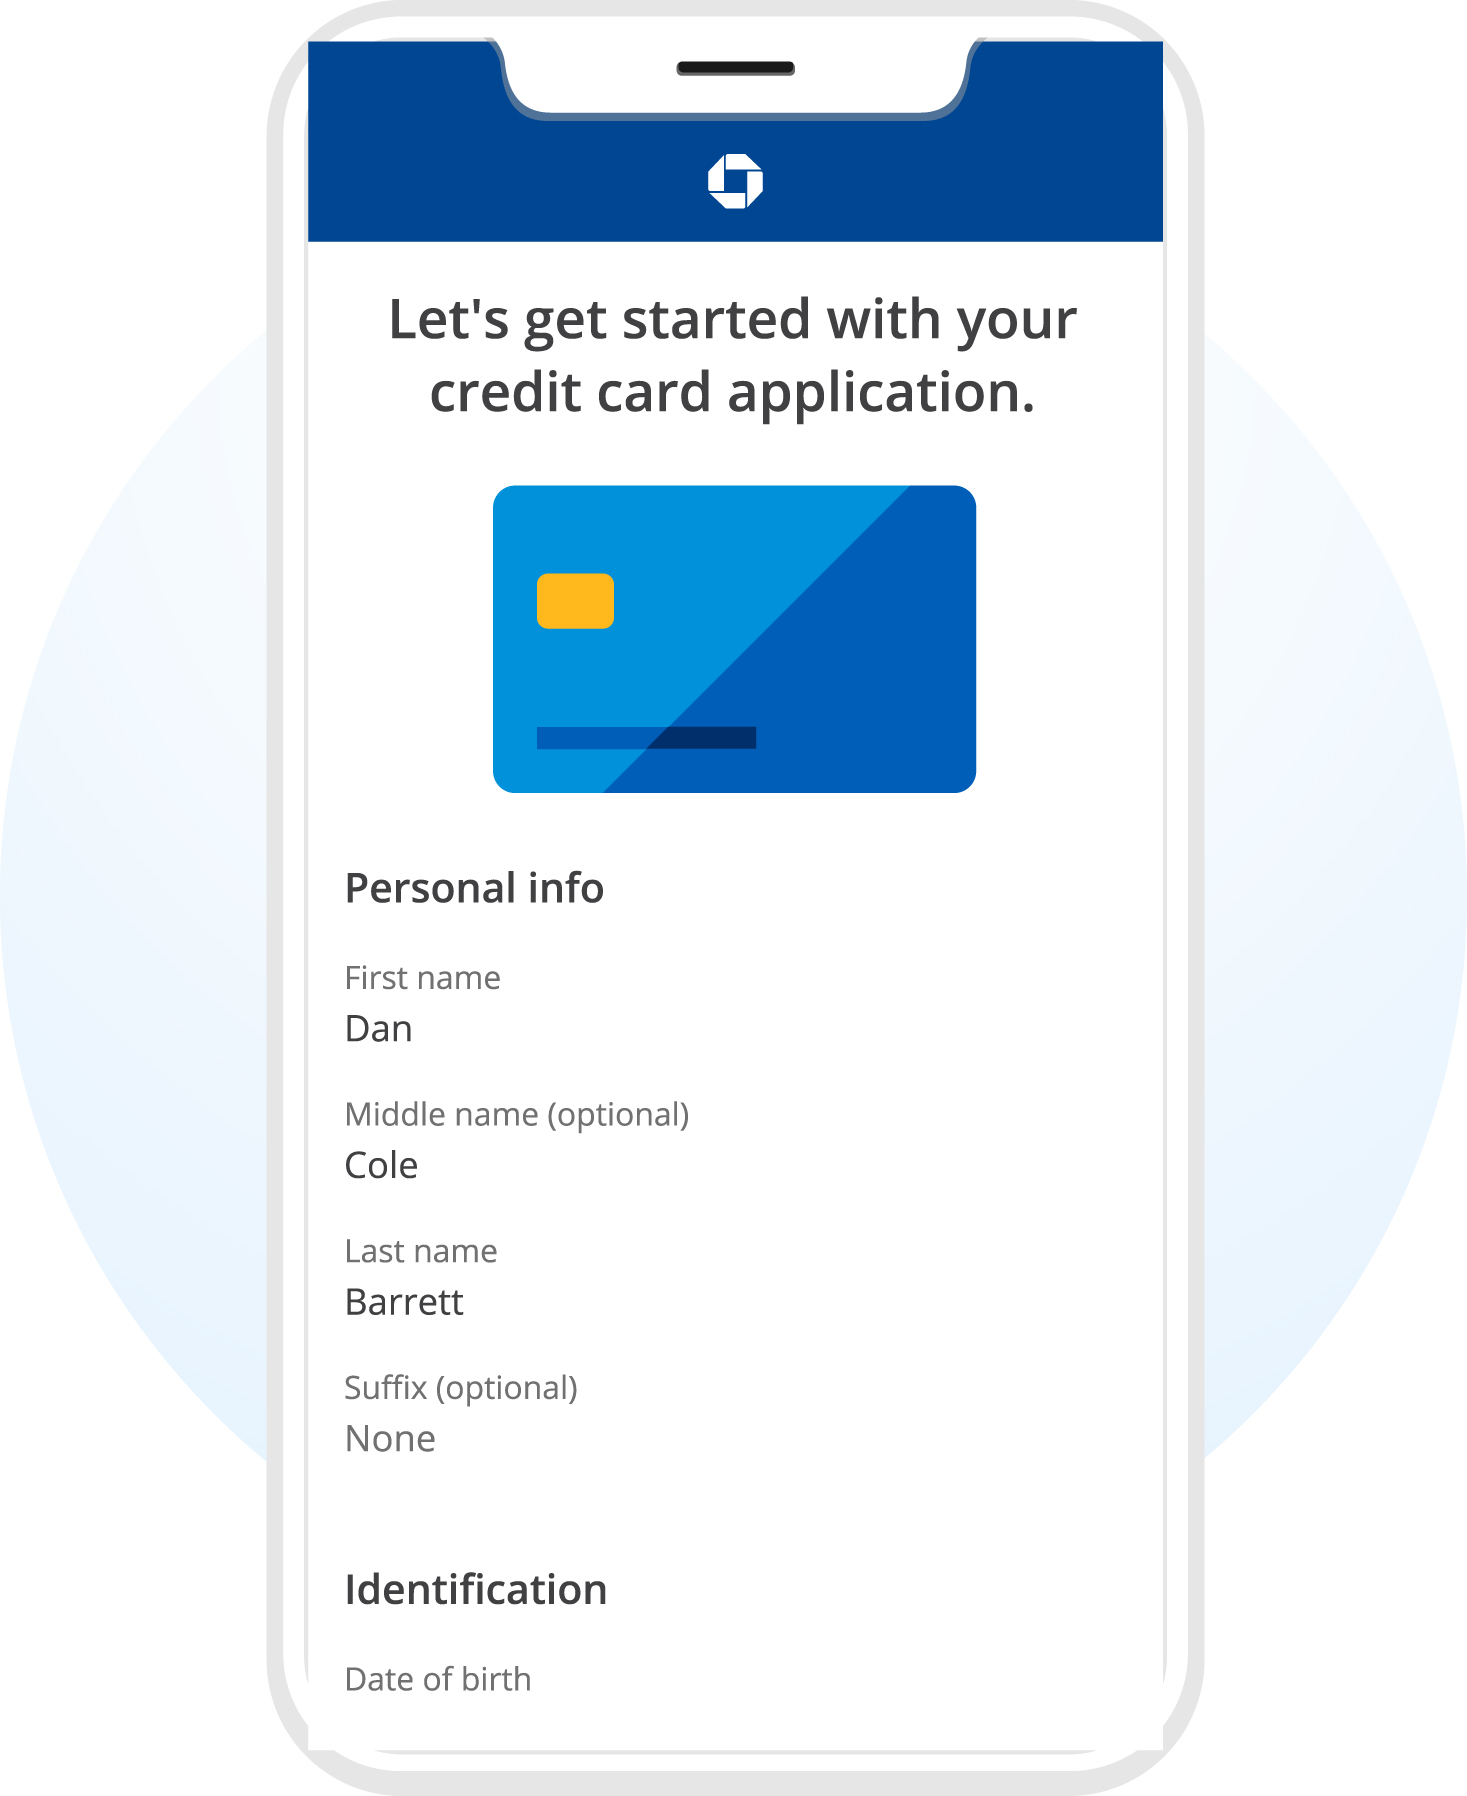 Let's get started with your
credit card application.
Personal info
First name
Dan
Middle name (optional)
Cole
Last name
Barrett
Suffix (optional)
None
Identification
Date of birth